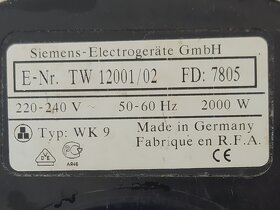 Siemens-Electrogeräte GmbH
E-Nr. TW 12001/02 FD: 7805
220-240 V ~ 50-60 Hz 2000 W
Typ: WK 9 Made in Germany
Fabriqué en R.F.A.
CE